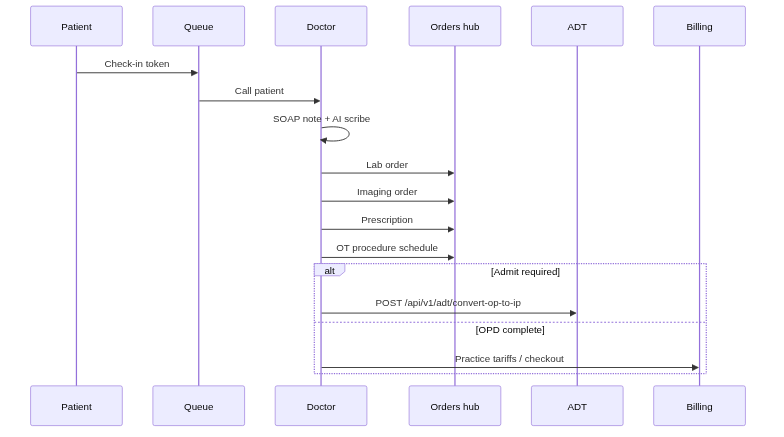 Patient
Queue
Doctor
Orders hub
ADT
Billing
Check-in token
Call patient
SOAP note + AI scribe
Lab order
Imaging order
Prescription
OT procedure schedule
alt
[Admit required]
POST /api/v1/adt/convert-op-to-ip
[OPD complete]
Practice tariffs / checkout
Patient
Queue
Doctor
Orders hub
ADT
Billing